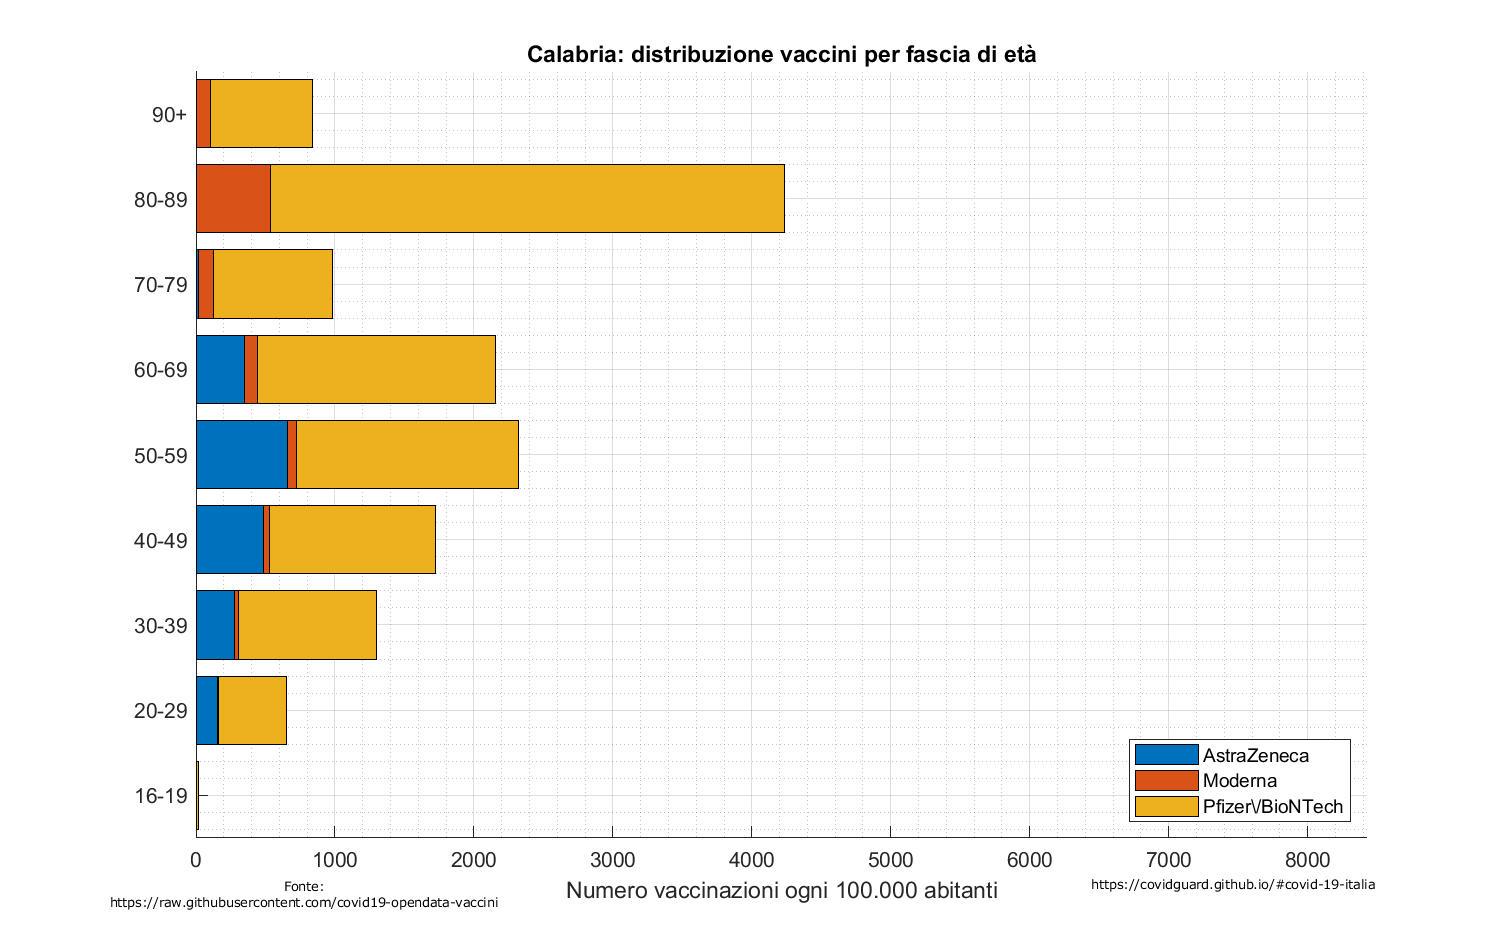 Calabria: distribuzione vaccini per fascia di età
90+
80-89
70-79
60-69
50-59
40-49
30-39
20-29
16-19
AstraZeneca
Moderna
Pfizer\/BioNTech
0 1000 2000 3000 4000 5000 6000 7000 8000
Numero vaccinazioni ogni 100.000 abitanti
Fonte:
https://raw.githubusercontent.com/covid19-opendata-vaccini
https://covidguard.github.io/#covid-19-italia